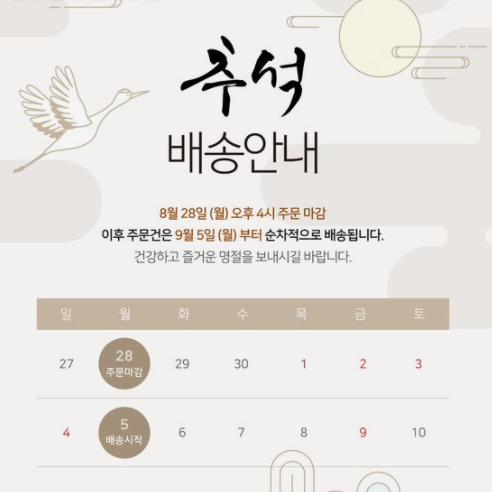 추석
배송안내
8월 28일 (월) 오후 4시 주문 마감
이후 주문건은 9월 5일 (월) 부터 순차적으로 배송됩니다.
건강하고 즐거운 명절을 보내시길 바랍니다.
일 월 화 수 목 금 토
27 28 29 30 1 2 3
주문마감
4 5 6 7 8 9 10
배송시작